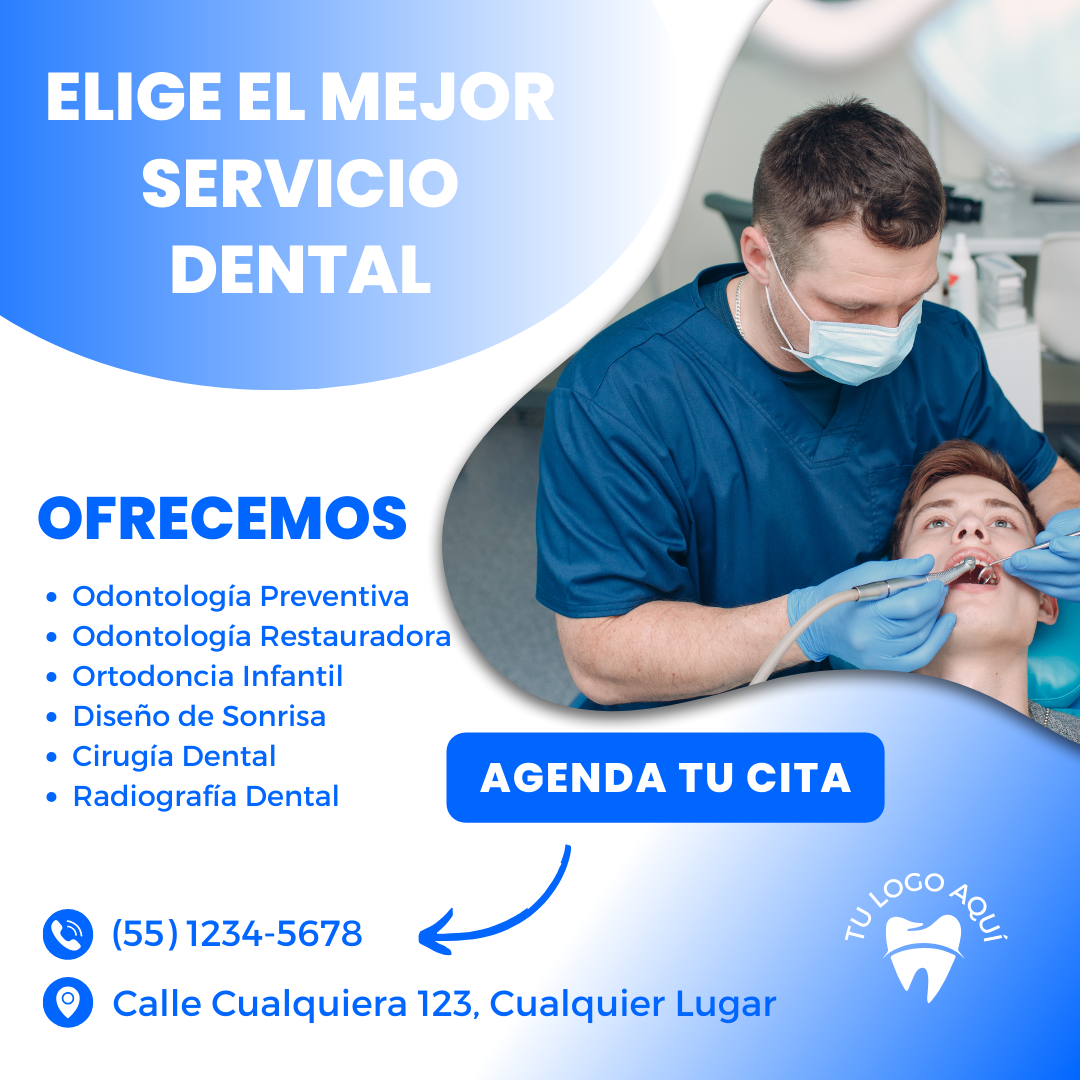 ELIGE EL MEJOR
SERVICIO
DENTAL
OFRECEMOS
Odontología Preventiva
Odontología Restauradora
Ortodoncia Infantil
Diseño de Sonrisa
Cirugía Dental
Radiografía Dental
AGENDA TU CITA
(55) 1234-5678
Calle Cualquiera 123, Cualquier Lugar
TU LOGO AQUÍ